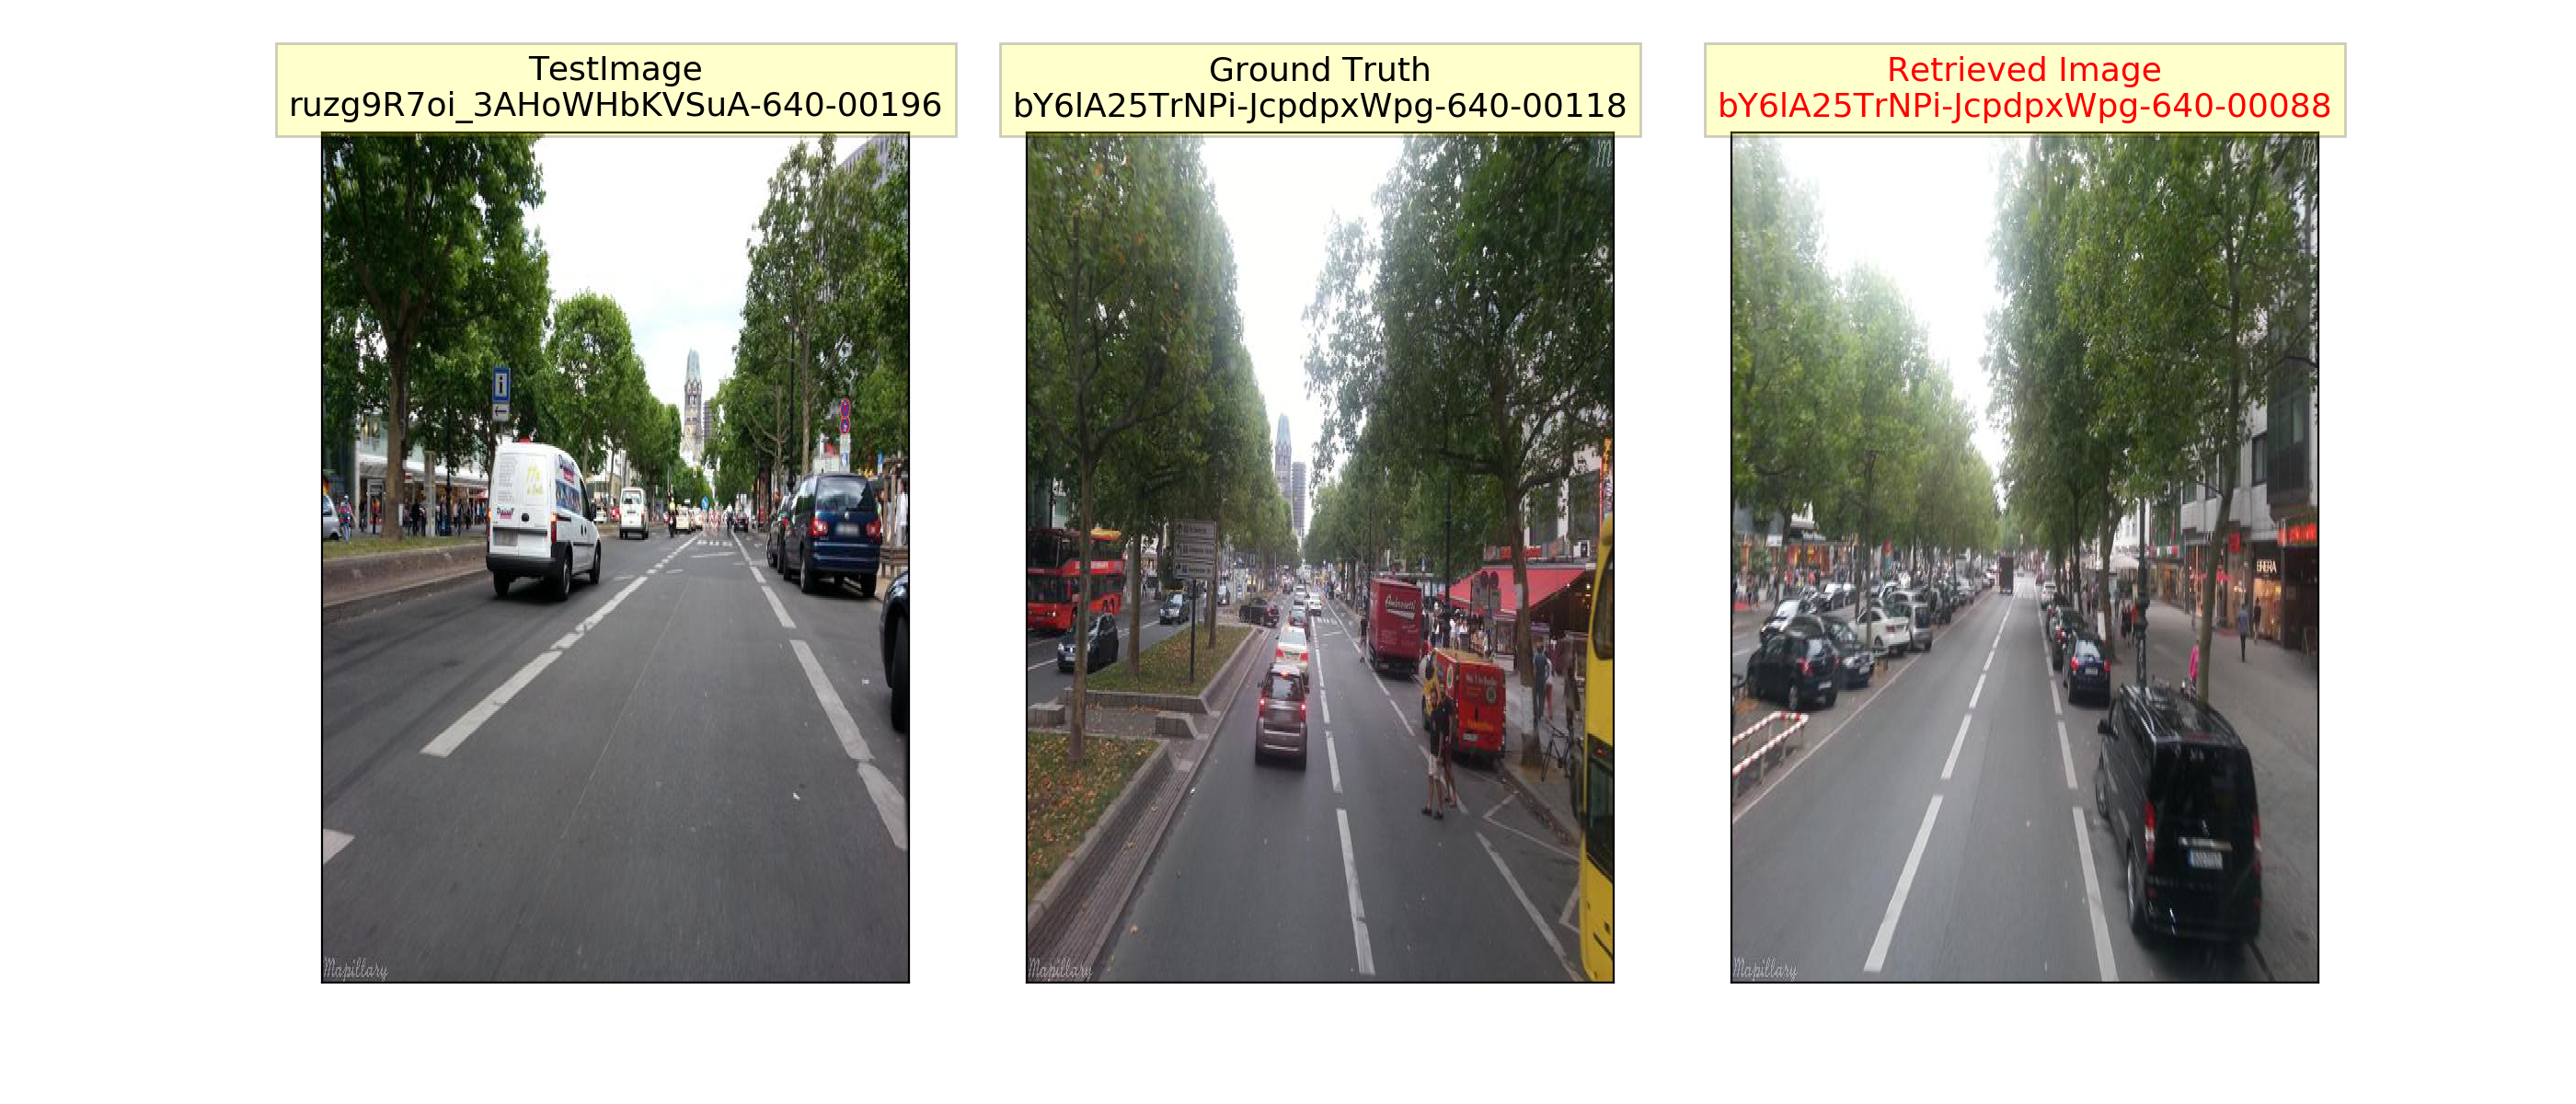 TestImage
ruzg9R7oi_3AHoWHbKVSuA-640-00196
Ground Truth
bY6lA25TrNPi-JcpdpxWpg-640-00118
Retrieved Image
bY6lA25TrNPi-JcpdpxWpg-640-00088
M
M
i
BRERA
Mapillary
Mapillary
Mapillary